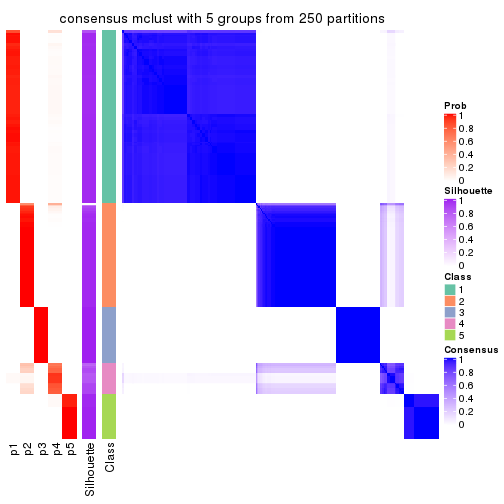 consensus mclust with 5 groups from 250 partitions
Prob
1
0.8
0.6
0.4
0.2
0
Silhouette
1
0.8
0.6
0.4
0.2
0
Class
1
2
3
4
5
Consensus
1
0.8
0.6
0.4
0.2
0
p1
p2
p3
p4
p5
Silhouette
Class